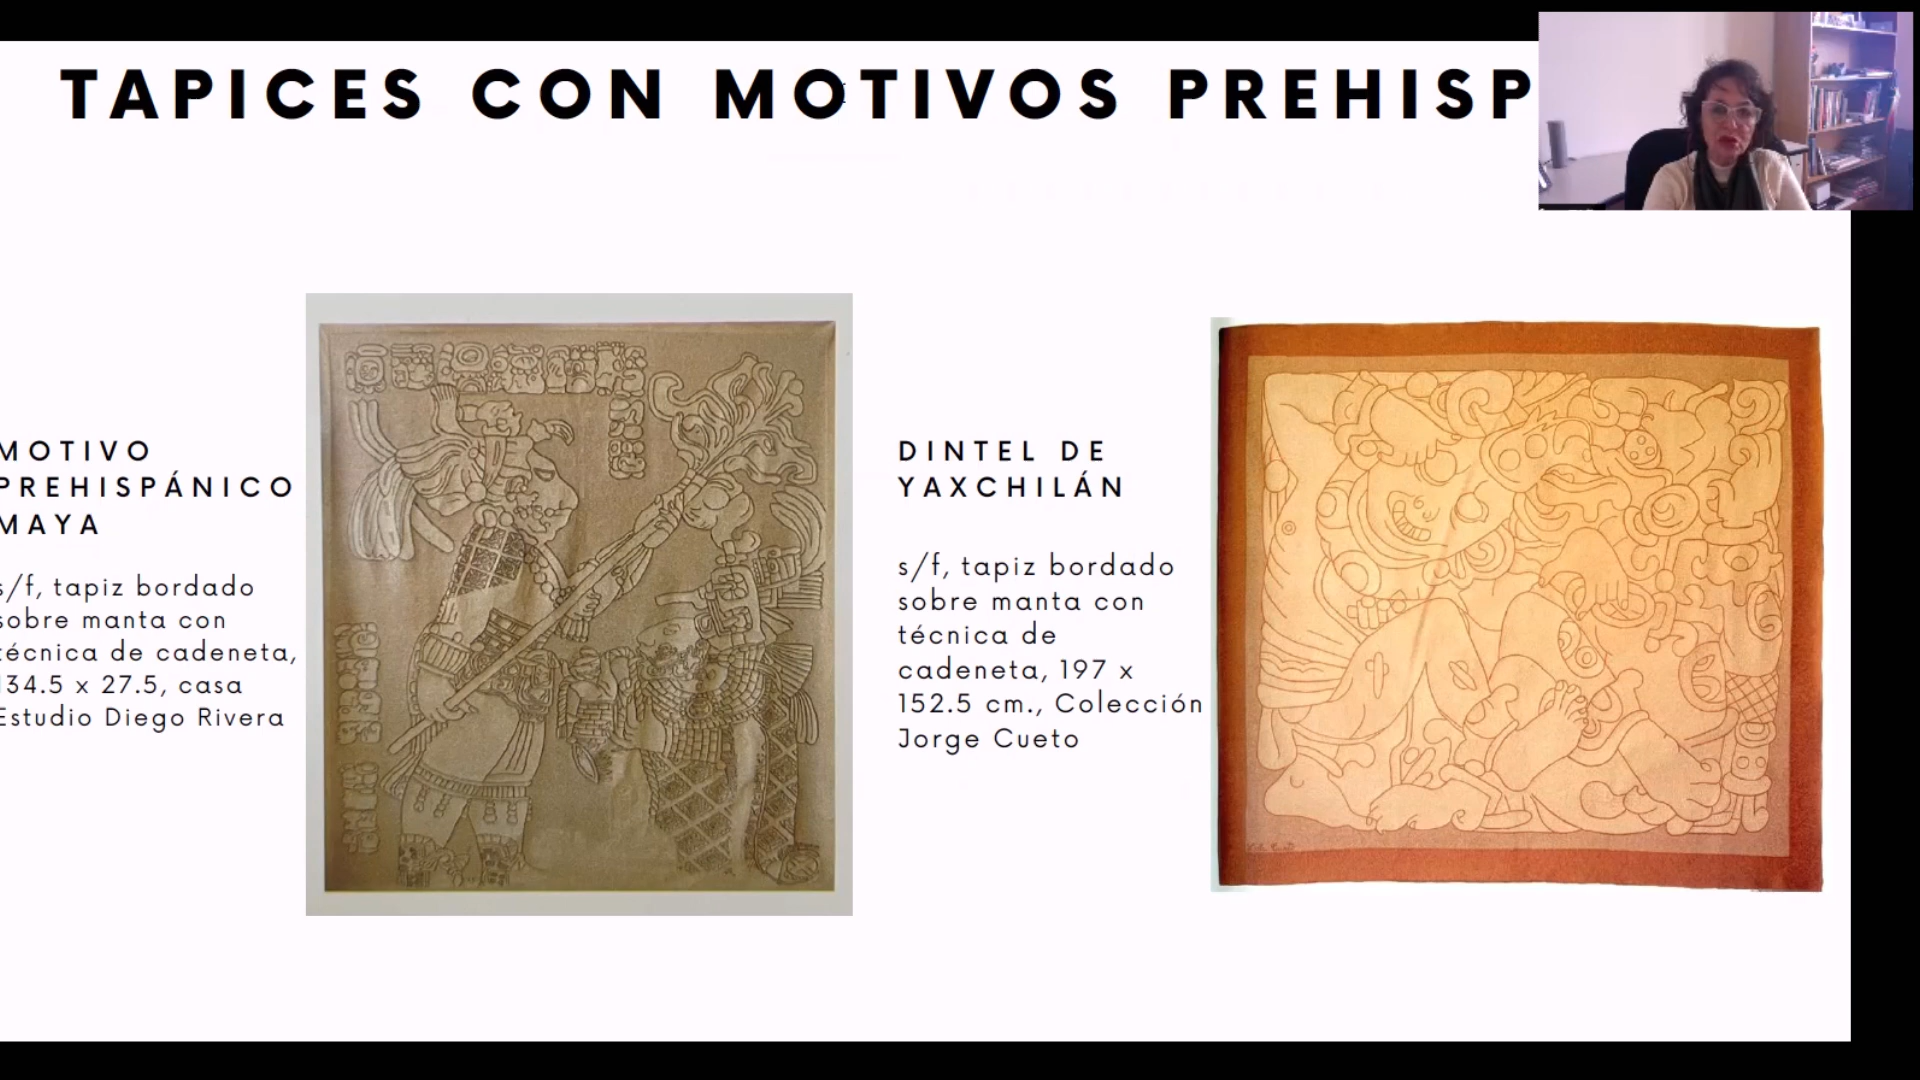 TAPICES CON MOTIVOS PREHISP
MOTIVO
PREHISPÁNICO
MAYA
s/f, tapiz bordado
sobre manta con
técnica de cadeneta,
134.5 x 27.5, casa
Estudio Diego Rivera
DINTEL DE
YAXCHILÁN
s/f, tapiz bordado
sobre manta con
técnica de
cadeneta, 197 x
152.5 cm., Colección
Jorge Cueto